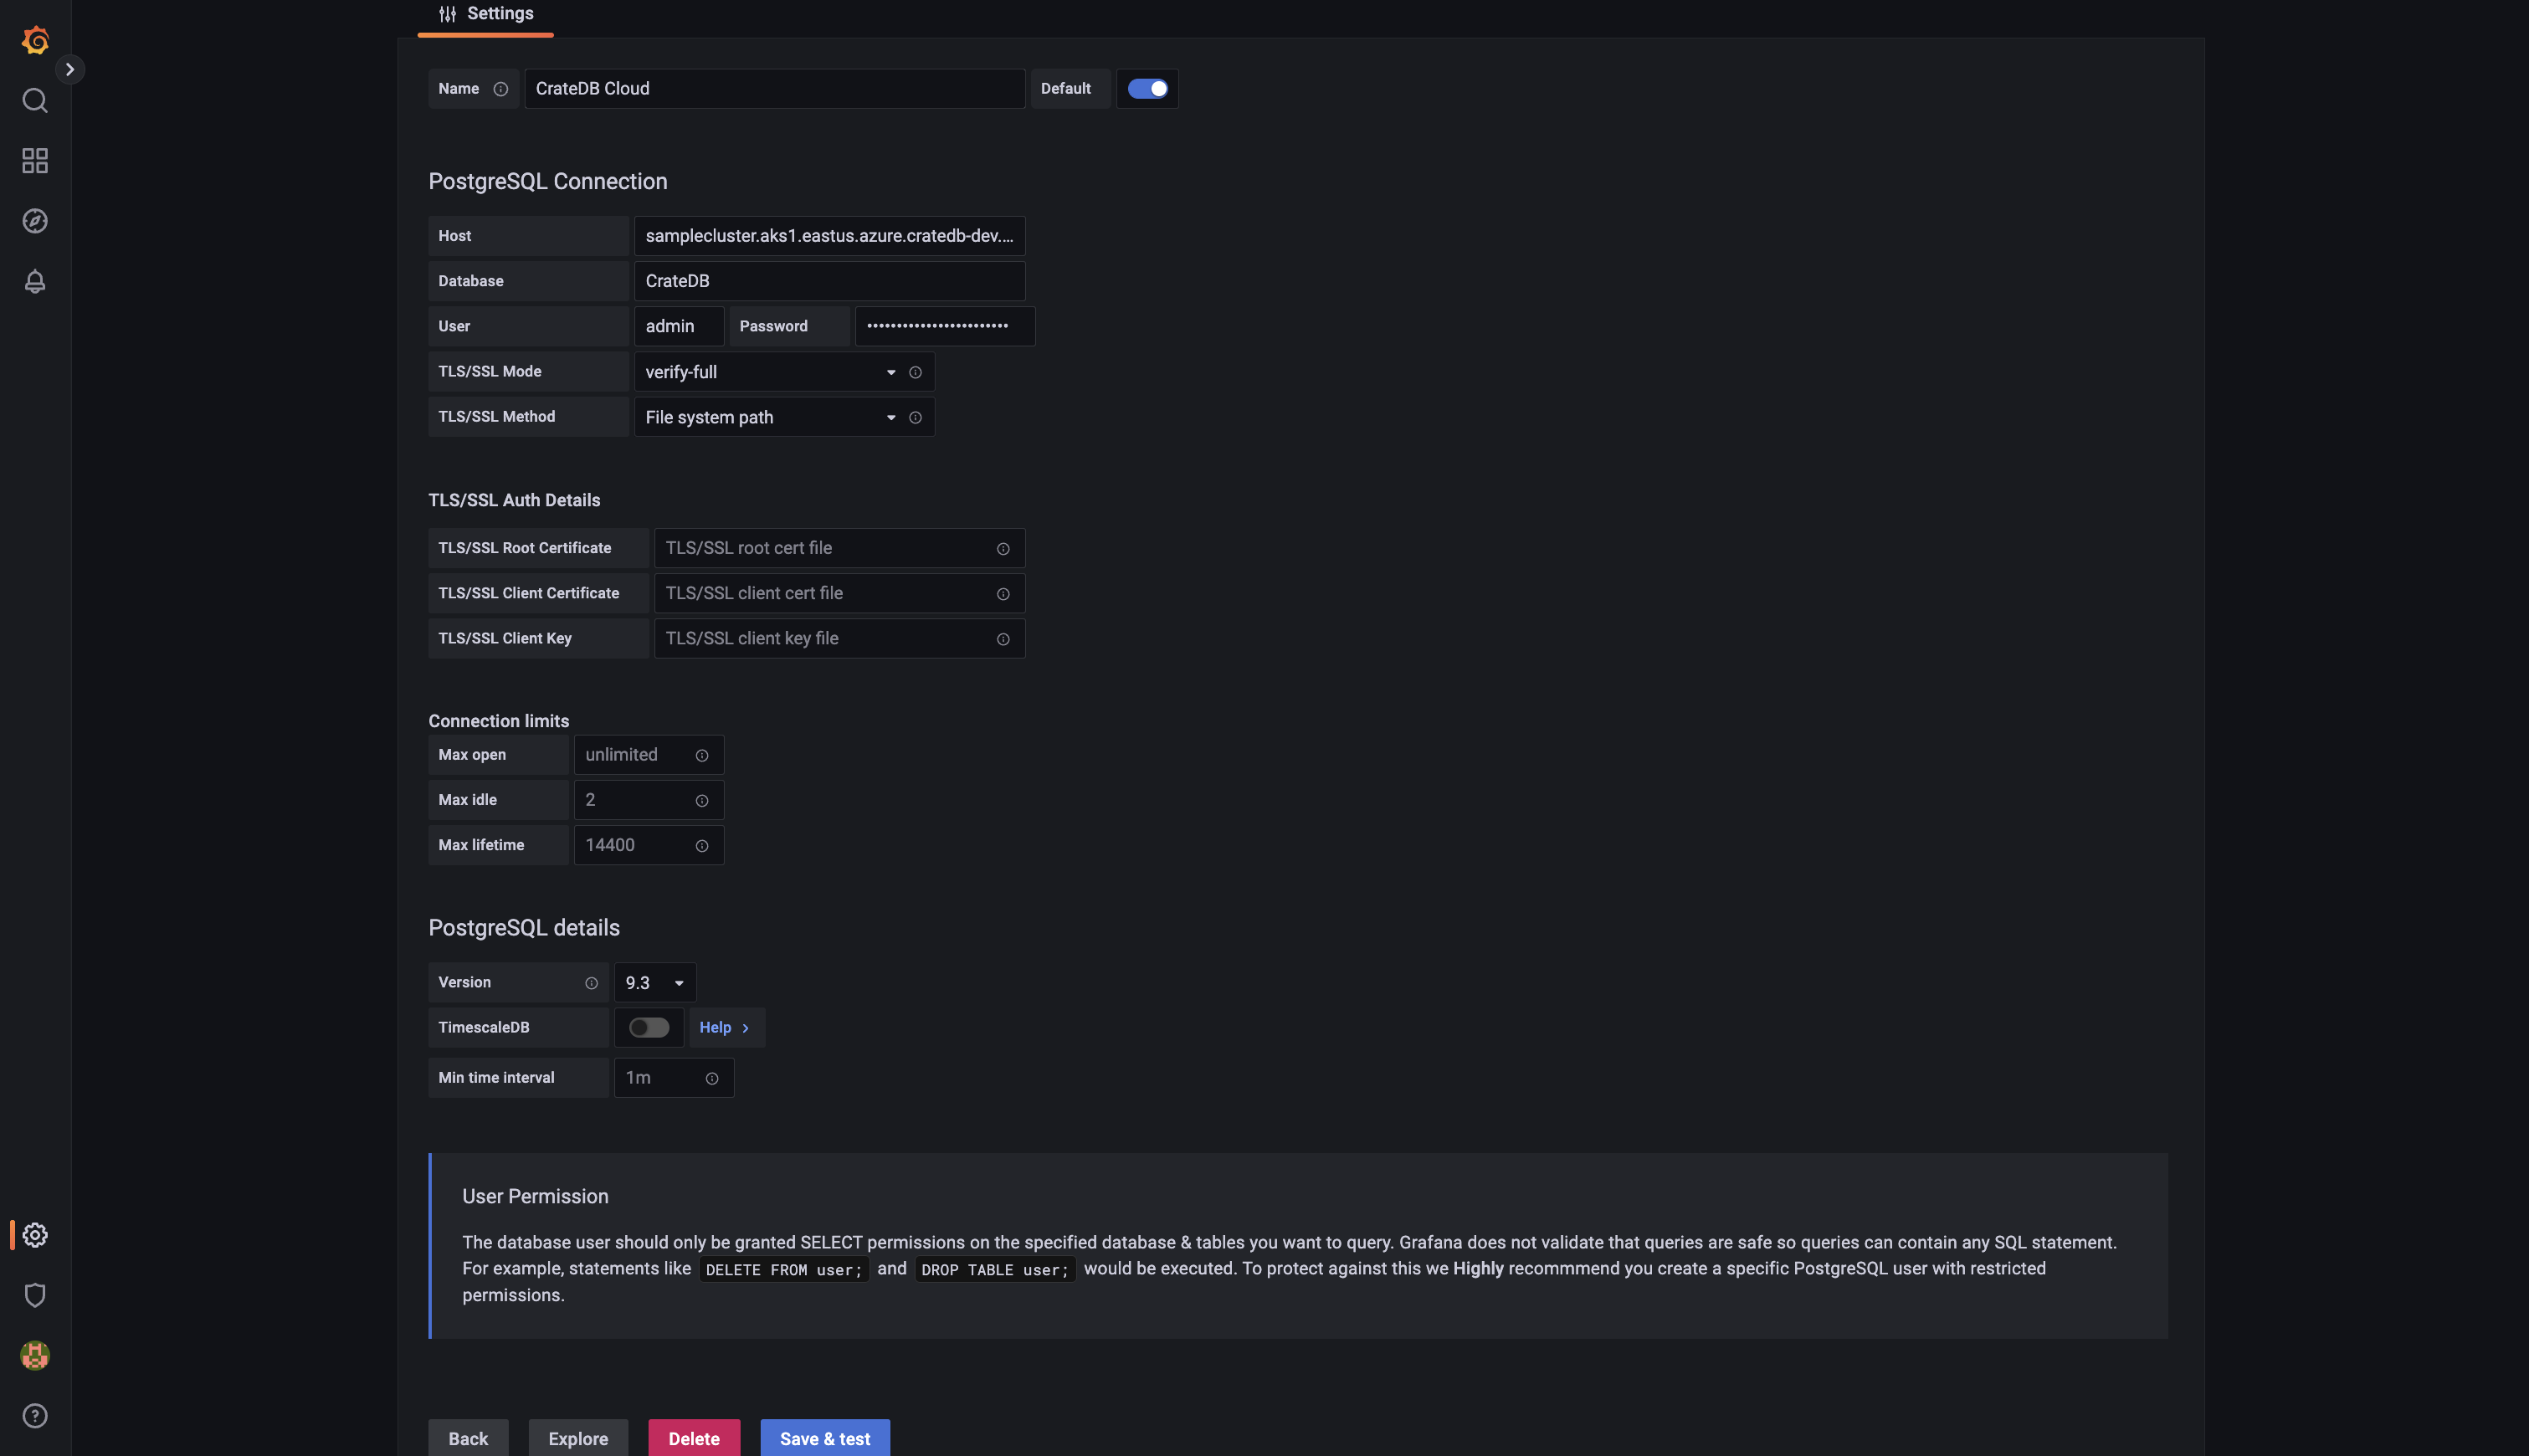 Settings
Name CrateDB Cloud Default
PostgreSQL Connection
Host samplecluster.aks1.eastus.azure.cratedb-dev....
Database CrateDB
User admin Password ························
TLS/SSL Mode verify-full
TLS/SSL Method File system path
TLS/SSL Auth Details
TLS/SSL Root Certificate TLS/SSL root cert file
TLS/SSL Client Certificate TLS/SSL client cert file
TLS/SSL Client Key TLS/SSL client key file
Connection limits
Max open unlimited
Max idle 2
Max lifetime 14400
PostgreSQL details
Version 9.3
TimescaleDB Help >
Min time interval 1m
User Permission
The database user should only be granted SELECT permissions on the specified database & tables you want to query. Grafana does not validate that queries are safe so queries can contain any SQL statement.
For example, statements like DELETE FROM user; and DROP TABLE user; would be executed. To protect against this we Highly recommmend you create a specific PostgreSQL user with restricted
permissions.
Back Explore Delete Save & test